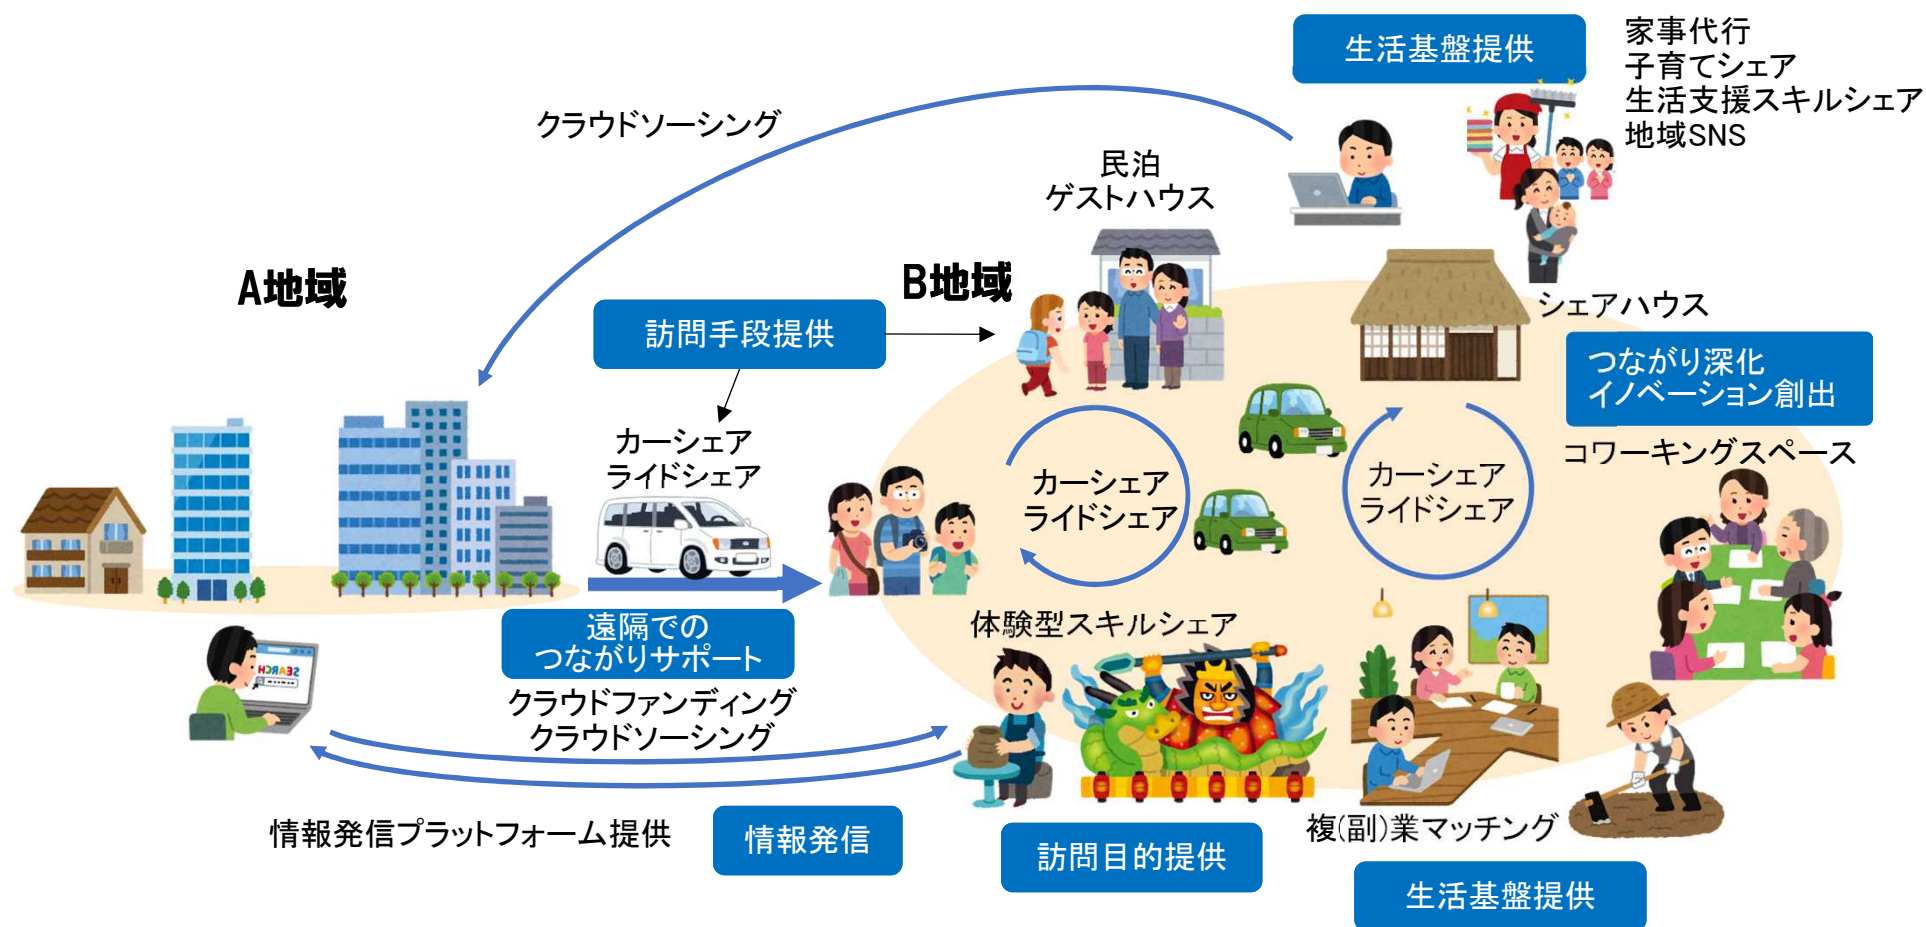 生活基盤提供
家事代行
子育てシェア
生活支援スキルシェア
地域SNS
クラウドソーシング
民泊
ゲストハウス
A地域
B地域
訪問手段提供
シェアハウス
つながり深化
イノベーション創出
カーシェア
ライドシェア
カーシェア
ライドシェア
カーシェア
ライドシェア
コワーキングスペース
遠隔での
つながりサポート
体験型スキルシェア
SEARCH
クラウドファンディング
クラウドソーシング
情報発信プラットフォーム提供
情報発信
訪問目的提供
複(副)業マッチング
生活基盤提供